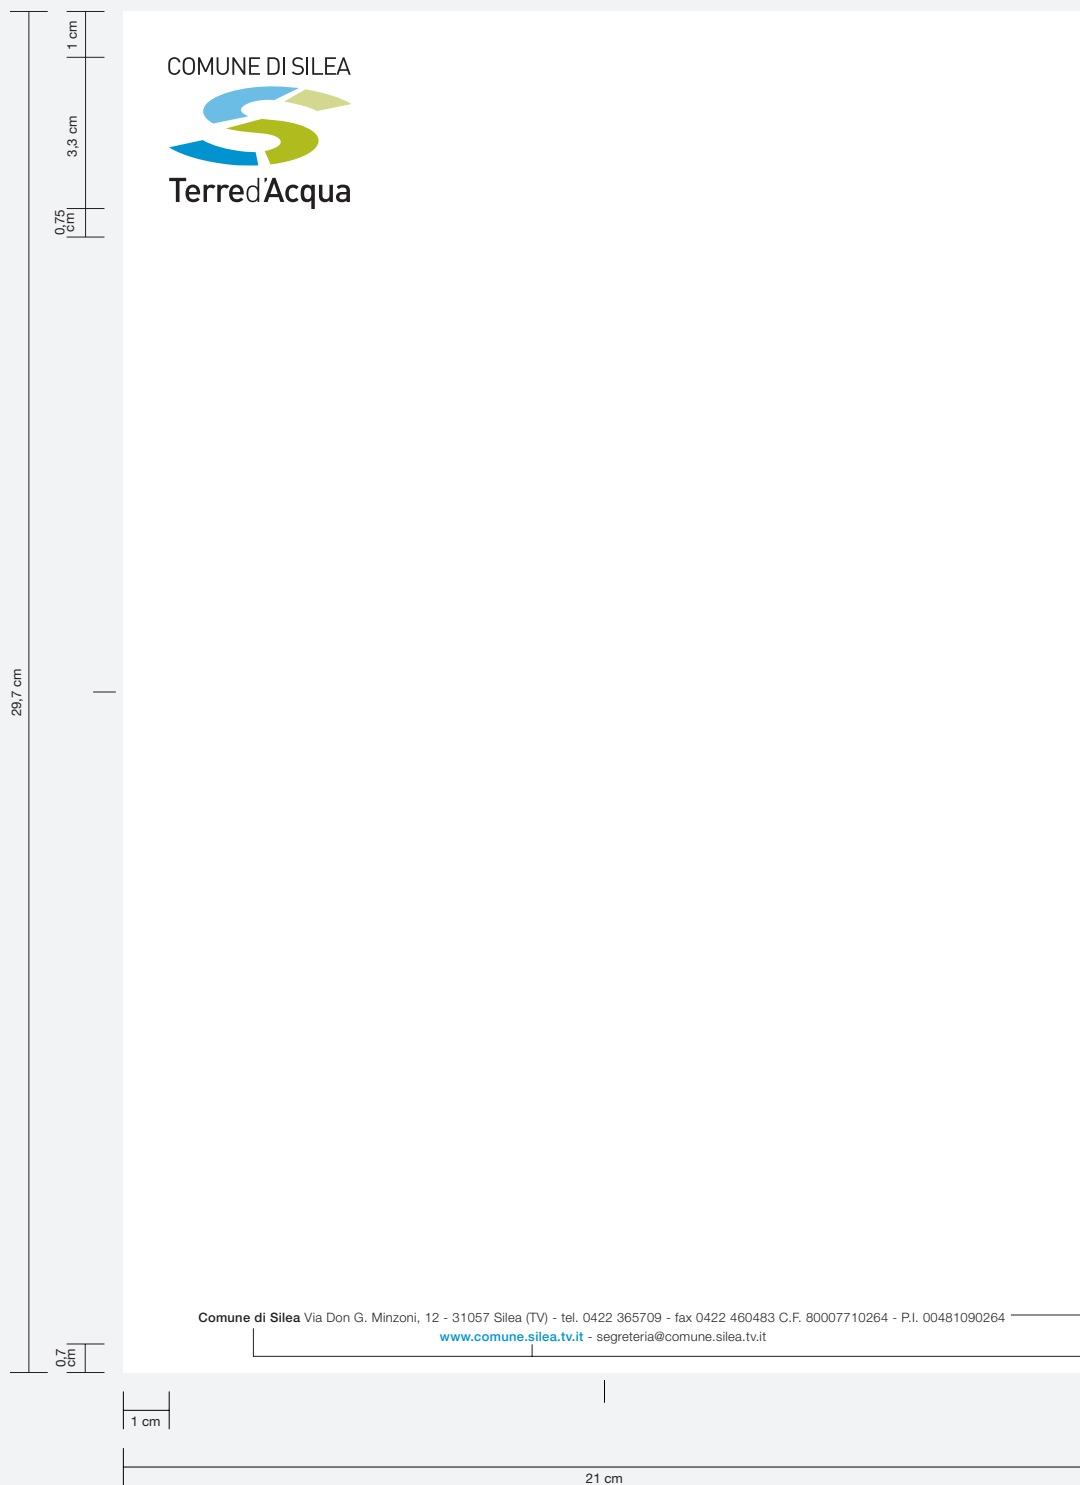 1 cm
COMUNE DI SILEA
3,3 cm
Terred'Acqua
0,75
cm
29,7 cm
Comune di Silea Via Don G. Minzoni, 12 - 31057 Silea (TV) - tel. 0422 365709 - fax 0422 460483 C.F. 80007710264 - P.I. 00481090264
www.comune.silea.tv.it - segreteria@comune.silea.tv.it
0,7
cm
1 cm
21 cm